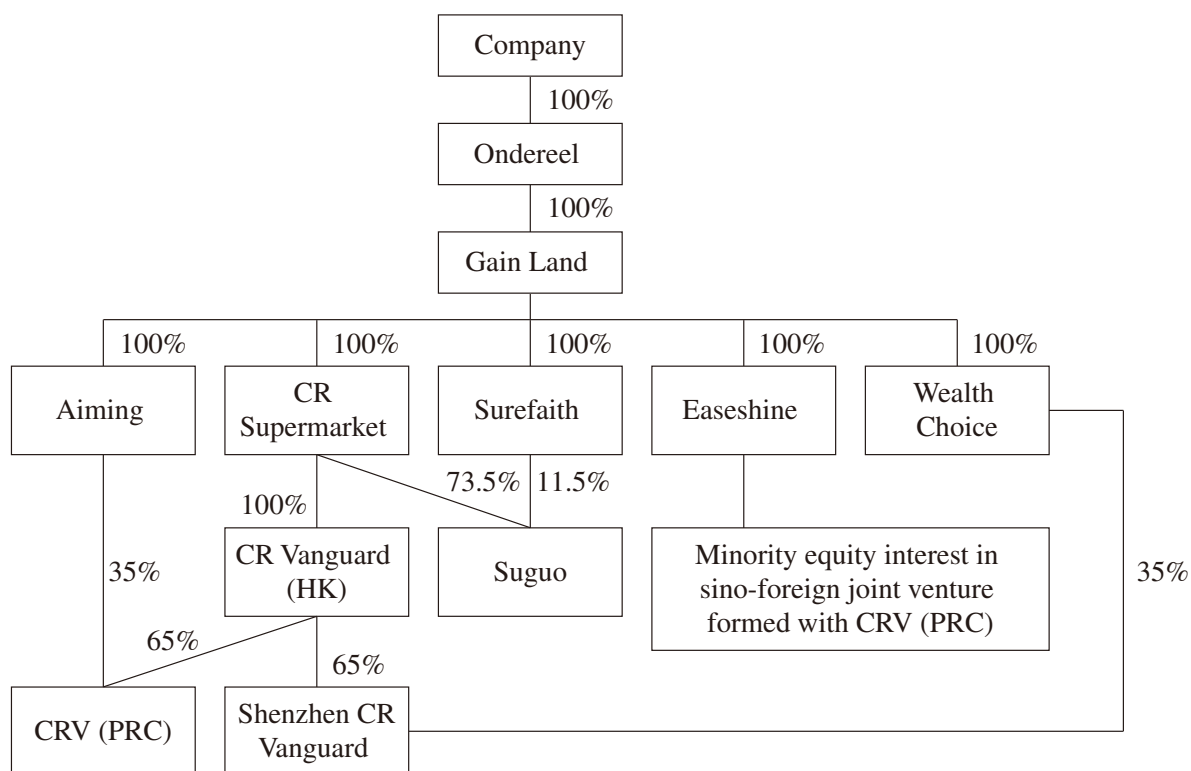 Company
100%
Ondereel
100%
Gain Land
100%
100%
100%
100%
100%
Aiming
CR
Supermarket
Surefaith
Easeshine
Wealth
Choice
73.5%
11.5%
100%
35%
CR Vanguard
(HK)
Suguo
Minority equity interest in
sino-foreign joint venture
formed with CRV (PRC)
35%
65%
65%
CRV (PRC)
Shenzhen CR
Vanguard